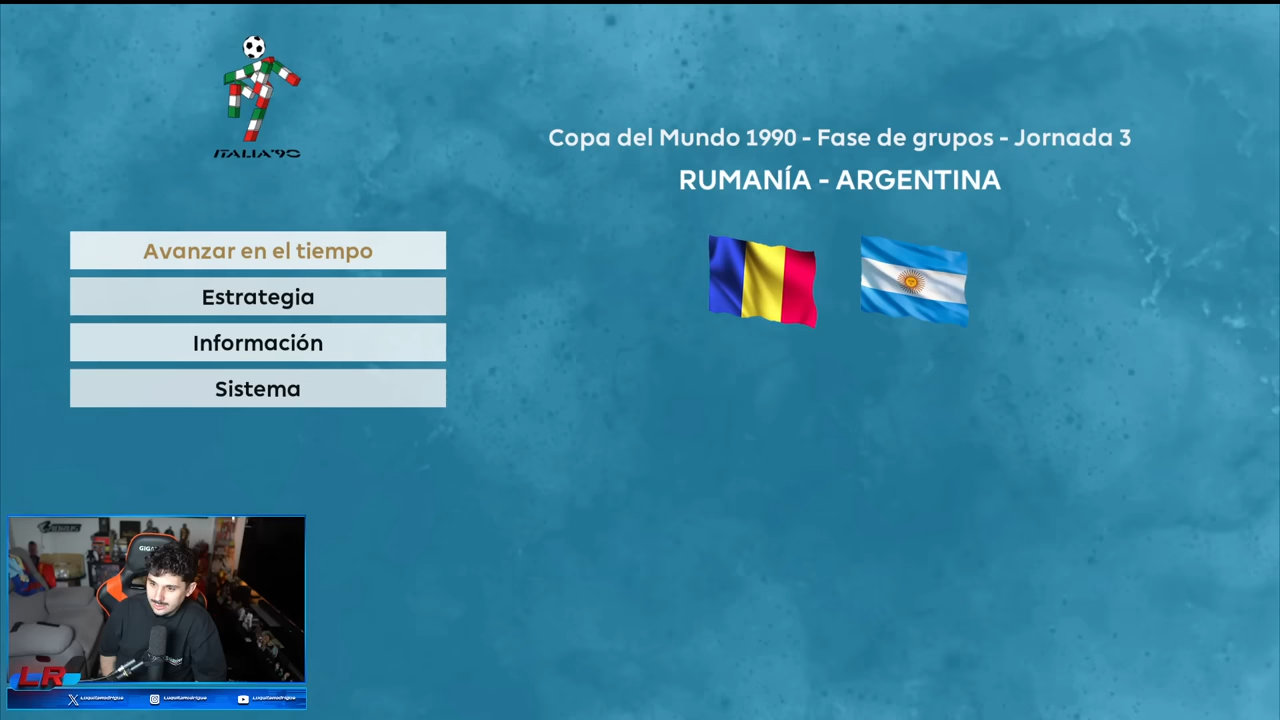 ITALIA'90
Copa del Mundo 1990 - Fase de grupos - Jornada 3
RUMANÍA - ARGENTINA
Avanzar en el tiempo
Estrategia
Información
Sistema
LR